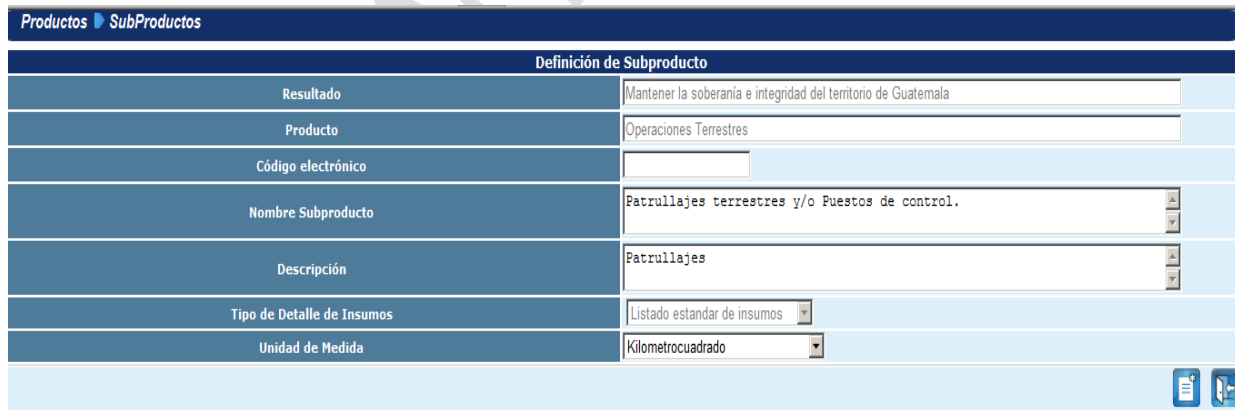 Productos SubProductos
Definición de Subproducto
Resultado Mantener la soberanía e integridad del territorio de Guatemala
Producto Operaciones Terrestres
Código electrónico
Nombre Subproducto Patrullajes terrestres y/o Puestos de control.
Descripción Patrullajes
Tipo de Detalle de Insumos Listado estandar de insumos
Unidad de Medida Kilometrocuadrado